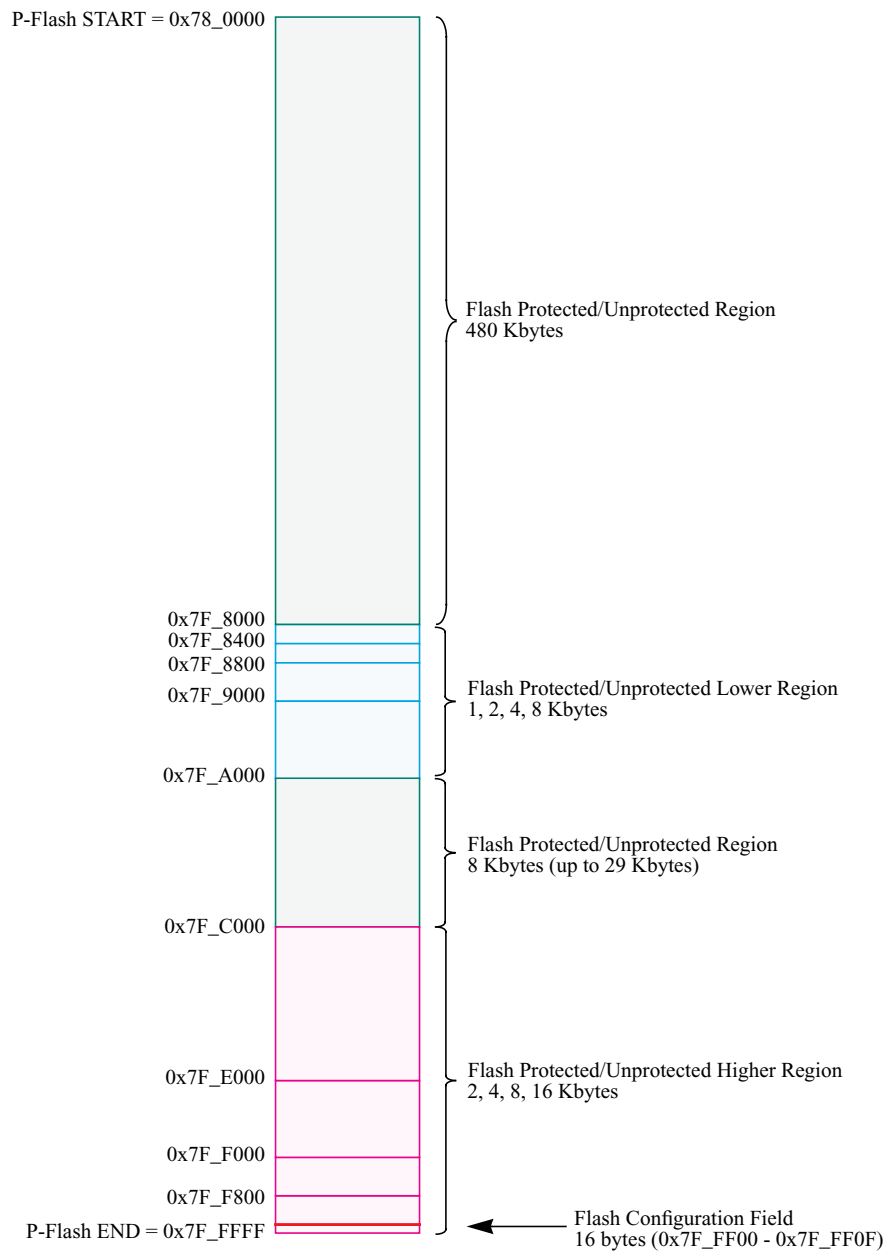 P-Flash START = 0x78_0000
Flash Protected/Unprotected Region
480 Kbytes
0x7F_8000
0x7F_8400
0x7F_8800
0x7F_9000
Flash Protected/Unprotected Lower Region
1, 2, 4, 8 Kbytes
0x7F_A000
Flash Protected/Unprotected Region
8 Kbytes (up to 29 Kbytes)
0x7F_C000
0x7F_E000
Flash Protected/Unprotected Higher Region
2, 4, 8, 16 Kbytes
0x7F_F000
0x7F_F800
P-Flash END = 0x7F_FFFF
Flash Configuration Field
16 bytes (0x7F_FF00 - 0x7F_FF0F)